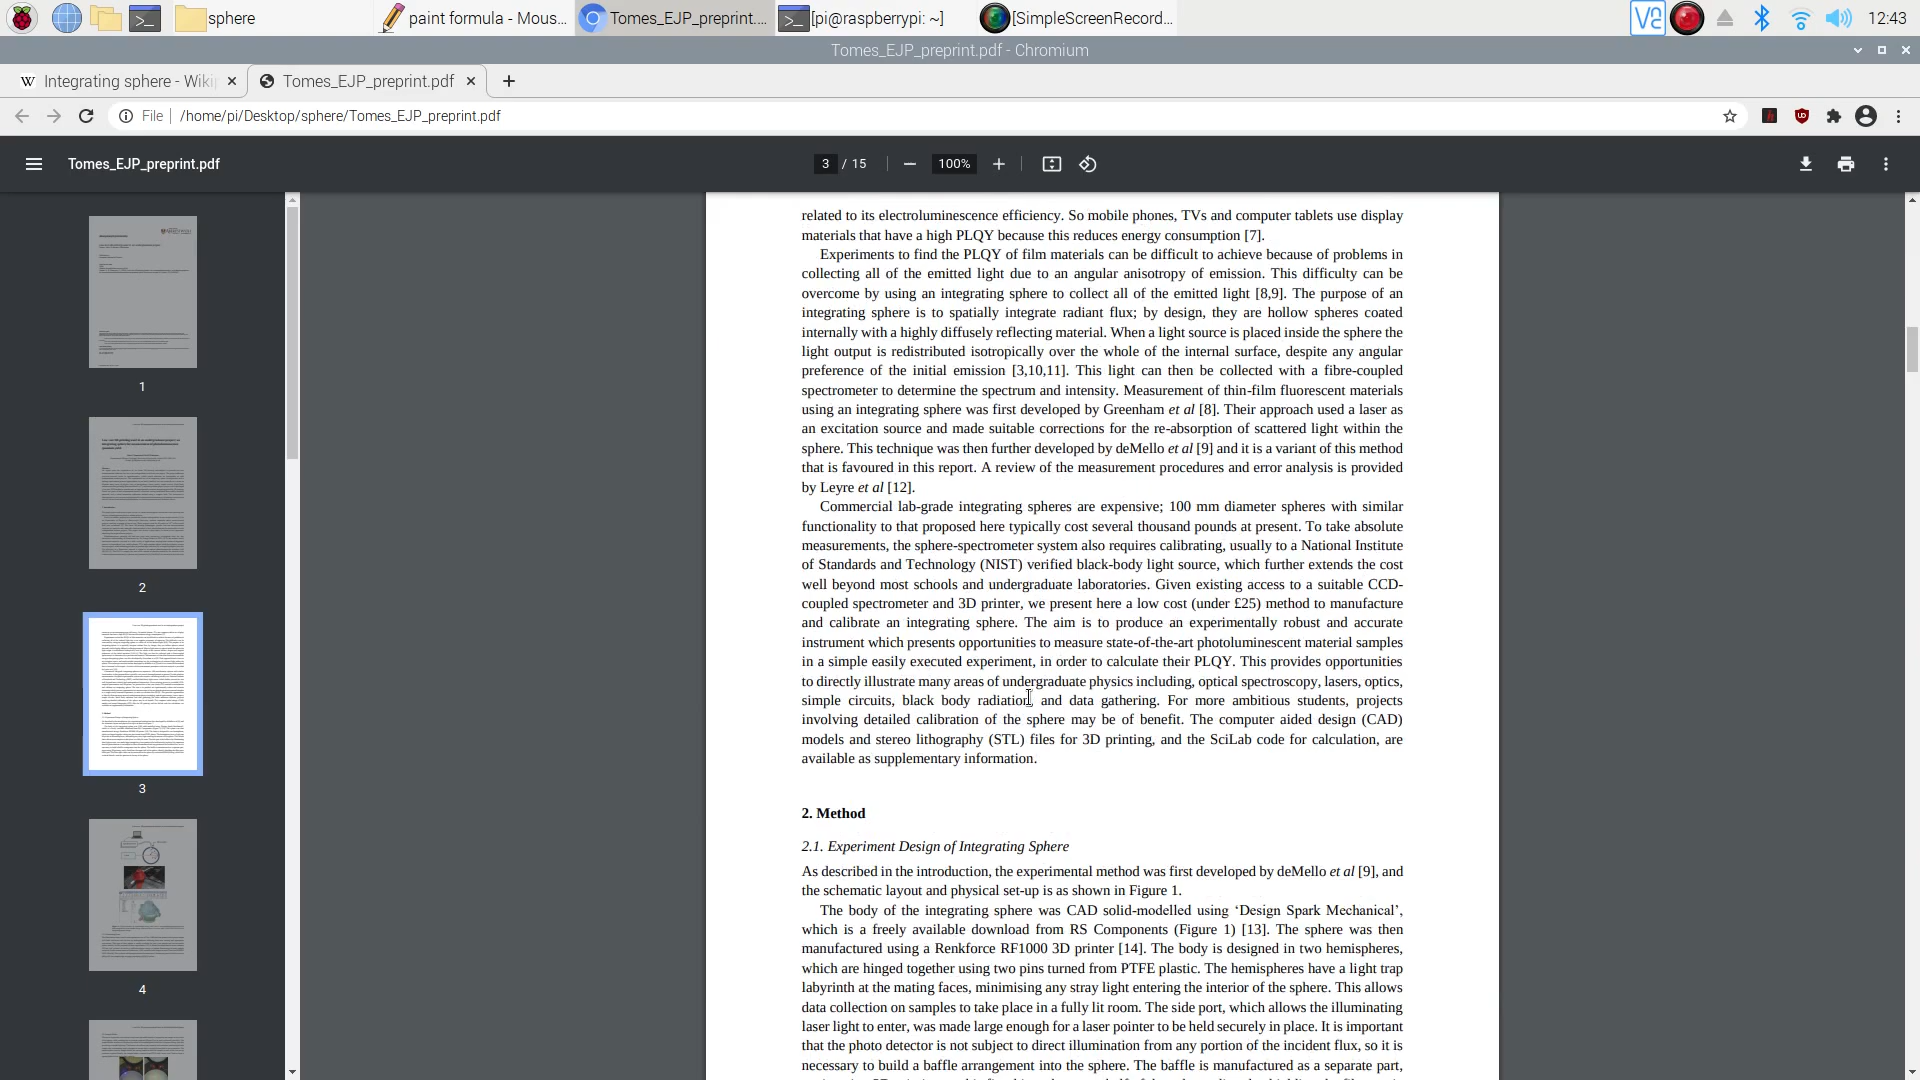 sphere
paint formula - Mous...
Tomes_EJP_preprint....
[pi@raspberrypi: ~]
[SimpleScreenRecord...
12:43
Tomes_EJP_preprint.pdf - Chromium
Integrating sphere - Wiki
Tomes_EJP_preprint.pdf
File
/home/pi/Desktop/sphere/Tomes_EJP_preprint.pdf
Tomes_EJP_preprint.pdf
3 / 15
100%
1
2
3
4
related to its electroluminescence efficiency. So mobile phones, TVs and computer tablets use display
materials that have a high PLQY because this reduces energy consumption [7].
Experiments to find the PLQY of film materials can be difficult to achieve because of problems in
collecting all of the emitted light due to an angular anisotropy of emission. This difficulty can be
overcome by using an integrating sphere to collect all of the emitted light [8,9]. The purpose of an
integrating sphere is to spatially integrate radiant flux; by design, they are hollow spheres coated
internally with a highly diffusely reflecting material. When a light source is placed inside the sphere the
light output is redistributed isotropically over the whole of the internal surface, despite any angular
preference of the initial emission [3,10,11]. This light can then be collected with a fibre-coupled
spectrometer to determine the spectrum and intensity. Measurement of thin-film fluorescent materials
using an integrating sphere was first developed by Greenham et al [8]. Their approach used a laser as
an excitation source and made suitable corrections for the re-absorption of scattered light within the
sphere. This technique was then further developed by deMello et al [9] and it is a variant of this method
that is favoured in this report. A review of the measurement procedures and error analysis is provided
by Leyre et al [12].
Commercial lab-grade integrating spheres are expensive; 100 mm diameter spheres with similar
functionality to that proposed here typically cost several thousand pounds at present. To take absolute
measurements, the sphere-spectrometer system also requires calibrating, usually to a National Institute
of Standards and Technology (NIST) verified black-body light source, which further extends the cost
well beyond most schools and undergraduate laboratories. Given existing access to a suitable CCD-
coupled spectrometer and 3D printer, we present here a low cost (under £25) method to manufacture
and calibrate an integrating sphere. The aim is to produce an experimentally robust and accurate
instrument which presents opportunities to measure state-of-the-art photoluminescent material samples
in a simple easily executed experiment, in order to calculate their PLQY. This provides opportunities
to directly illustrate many areas of undergraduate physics including, optical spectroscopy, lasers, optics,
simple circuits, black body radiation, and data gathering. For more ambitious students, projects
involving detailed calibration of the sphere may be of benefit. The computer aided design (CAD)
models and stereo lithography (STL) files for 3D printing, and the SciLab code for calculation, are
available as supplementary information.
2. Method
2.1. Experiment Design of Integrating Sphere
As described in the introduction, the experimental method was first developed by deMello et al [9], and
the schematic layout and physical set-up is as shown in Figure 1.
The body of the integrating sphere was CAD solid-modelled using ‘Design Spark Mechanical’,
which is a freely available download from RS Components (Figure 1) [13]. The sphere was then
manufactured using a Renkforce RF1000 3D printer [14]. The body is designed in two hemispheres,
which are hinged together using two pins turned from PTFE plastic. The hemispheres have a light trap
labyrinth at the mating faces, minimising any stray light entering the interior of the sphere. This allows
data collection on samples to take place in a fully lit room. The side port, which allows the illuminating
laser light to enter, was made large enough for a laser pointer to be held securely in place. It is important
that the photo detector is not subject to direct illumination from any portion of the incident flux, so it is
necessary to build a baffle arrangement into the sphere. The baffle is manufactured as a separate part,